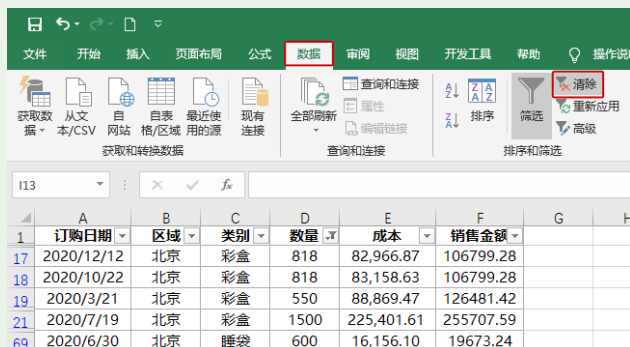 文件 开始 插入 页面布局 公式 数据 审阅 视图 开发工具 帮助 操作说
获取数据 从文本/CSV 自网站 自表格/区域 最近使用的源 现有连接 全部刷新 查询和连接 属性 编辑链接 排序 筛选 清除 重新应用 高级
获取和转换数据 查询和连接 排序和筛选
I13 fx
A B C D E F G H
1 订购日期 区域 类别 数量 成本 销售金额
17 2020/12/12 北京 彩盒 818 82,966.87 106799.28
18 2020/10/22 北京 彩盒 818 83,158.63 106799.28
19 2020/3/21 北京 彩盒 550 88,869.47 126481.42
21 2020/7/19 北京 彩盒 1500 225,401.61 255707.59
69 2020/6/30 北京 睡袋 600 16,156.10 19673.24